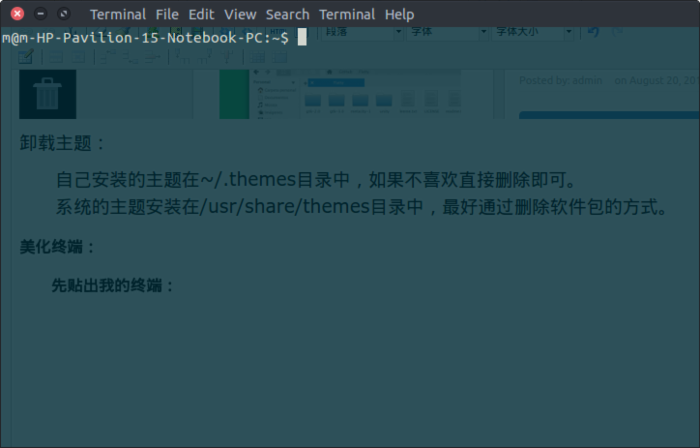 Terminal File Edit View Search Terminal Help
m@m-HP-Pavilion-15-Notebook-PC:~$
段落 字体 字体大小
Posted by: admin on August 20, 20
卸载主题：
自己安装的主题在~/.themes目录中，如果不喜欢直接删除即可。
系统的主题安装在/usr/share/themes目录中，最好通过删除软件包的方式。
美化终端：
先贴出我的终端：